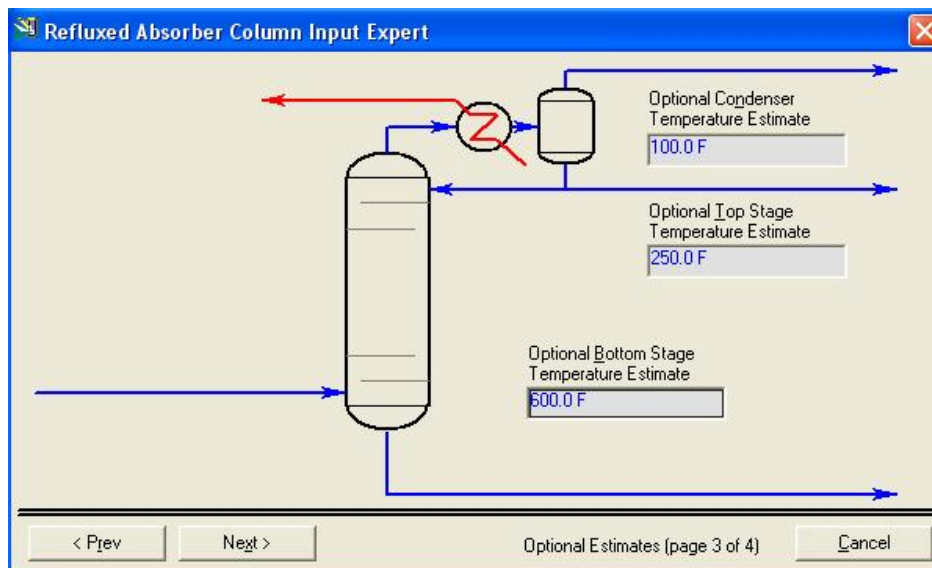 Refluxed Absorber Column Input Expert
Optional Condenser
Temperature Estimate
100.0 F
Optional Top Stage
Temperature Estimate
250.0 F
Optional Bottom Stage
Temperature Estimate
600.0 F
< Prev
Next >
Optional Estimates (page 3 of 4)
Cancel